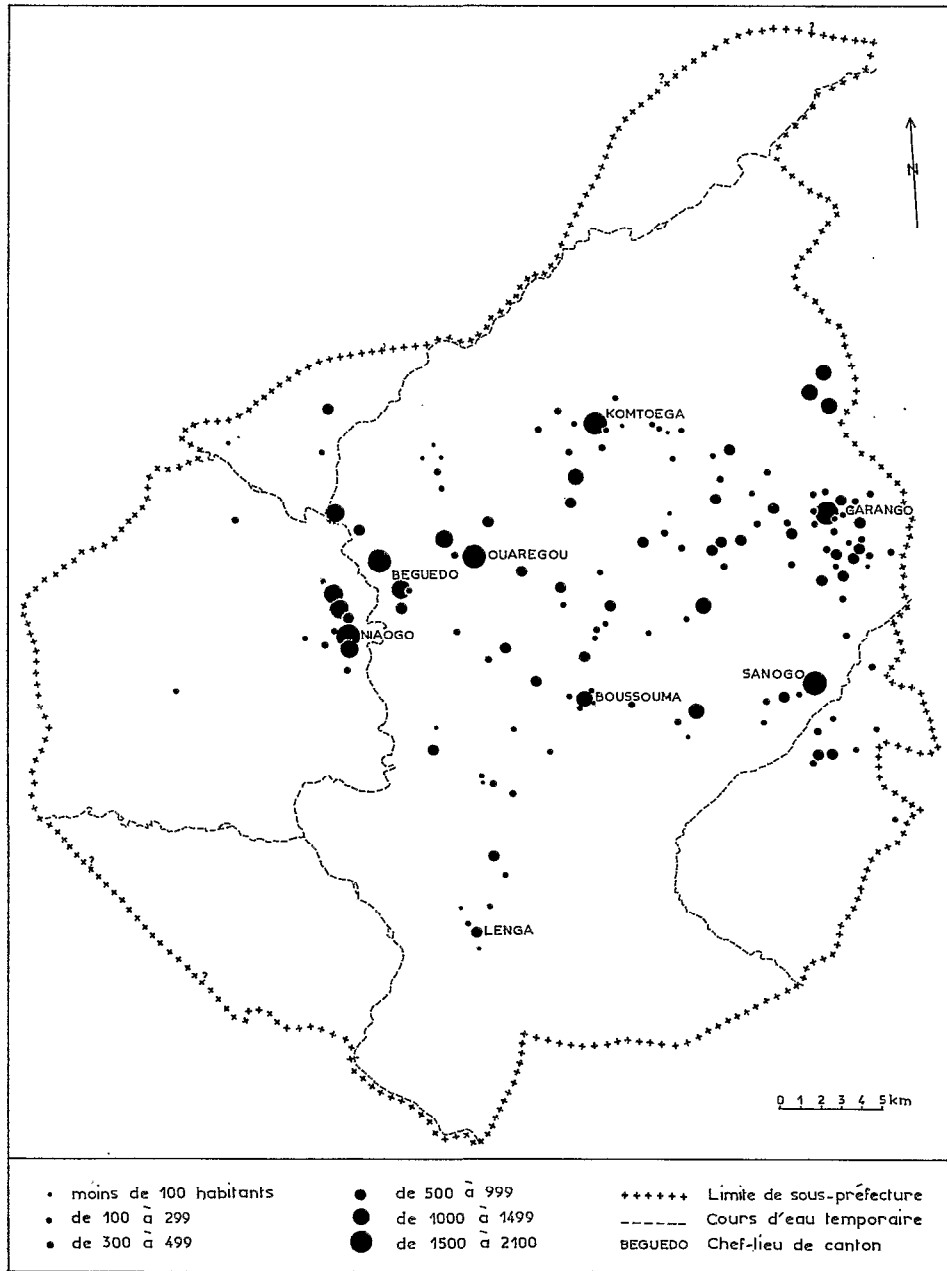 ?
?
N
KOMTOEGA
GARANGO
OUAREGOU
BEGUEDO
NIAOGO
SANOGO
BOUSSOUMA
?
?
LENGA
0 1 2 3 4 5 km
moins de 100 habitants
de 100 à 299
de 300 à 499
de 500 à 999
de 1000 à 1499
de 1500 à 2100
Limite de sous-préfecture
Cours d'eau temporaire
BEGUEDO Chef-lieu de canton